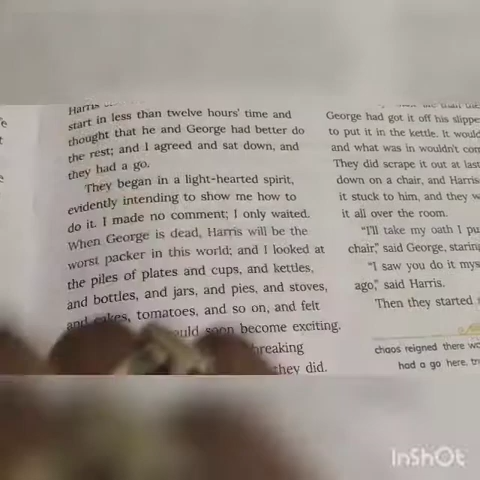 Harris
start in less than twelve hours' time and
thought that he and George had better do
the rest; and I agreed and sat down, and
they had a go.
They began in a light-hearted spirit,
evidently intending to show me how to
do it. I made no comment; I only waited.
When George is dead, Harris will be the
worst packer in this world; and I looked at
the piles of plates and cups, and kettles,
and bottles, and jars, and pies, and stoves,
and cakes, tomatoes, and so on, and felt
soon become exciting.
breaking
they did.
George had got it off his slippe
to put it in the kettle. It would
and what was in wouldn't com
They did scrape it out at last
down on a chair, and Harris
it stuck to him, and they w
it all over the room.
"I'll take my oath I pu
chair," said George, staring
"I saw you do it mys
ago," said Harris.
Then they started
chaos reigned there wa
had a go here, tr
InShOt